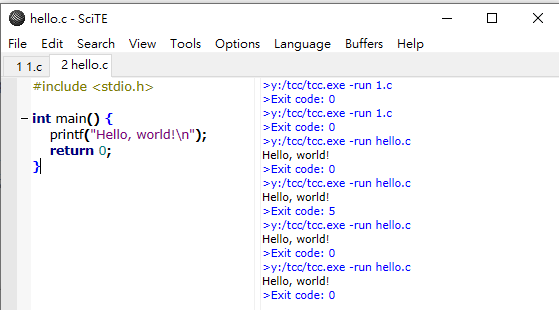 hello.c - SciTE
File Edit Search View Tools Options Language Buffers Help
1 1.c 2 hello.c
#include <stdio.h>
int main() {
printf("Hello, world!\n");
return 0;
}
>y:/tcc/tcc.exe -run 1.c
>Exit code: 0
>y:/tcc/tcc.exe -run 1.c
>Exit code: 0
>y:/tcc/tcc.exe -run hello.c
Hello, world!
>Exit code: 0
>y:/tcc/tcc.exe -run hello.c
Hello, world!
>Exit code: 5
>y:/tcc/tcc.exe -run hello.c
Hello, world!
>Exit code: 0
>y:/tcc/tcc.exe -run hello.c
Hello, world!
>Exit code: 0